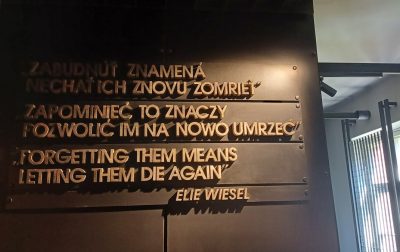 „ZABUDNÚŤ ZNAMENÁ
NECHAŤ ICH ZNOVU ZOMRIEŤ“
„ZAPOMNIEĆ TO ZNACZY
POZWOLIĆ IM NA NOWO UMRZEĆ”
„FORGETTING THEM MEANS
LETTING THEM DIE AGAIN”
ELIE WIESEL